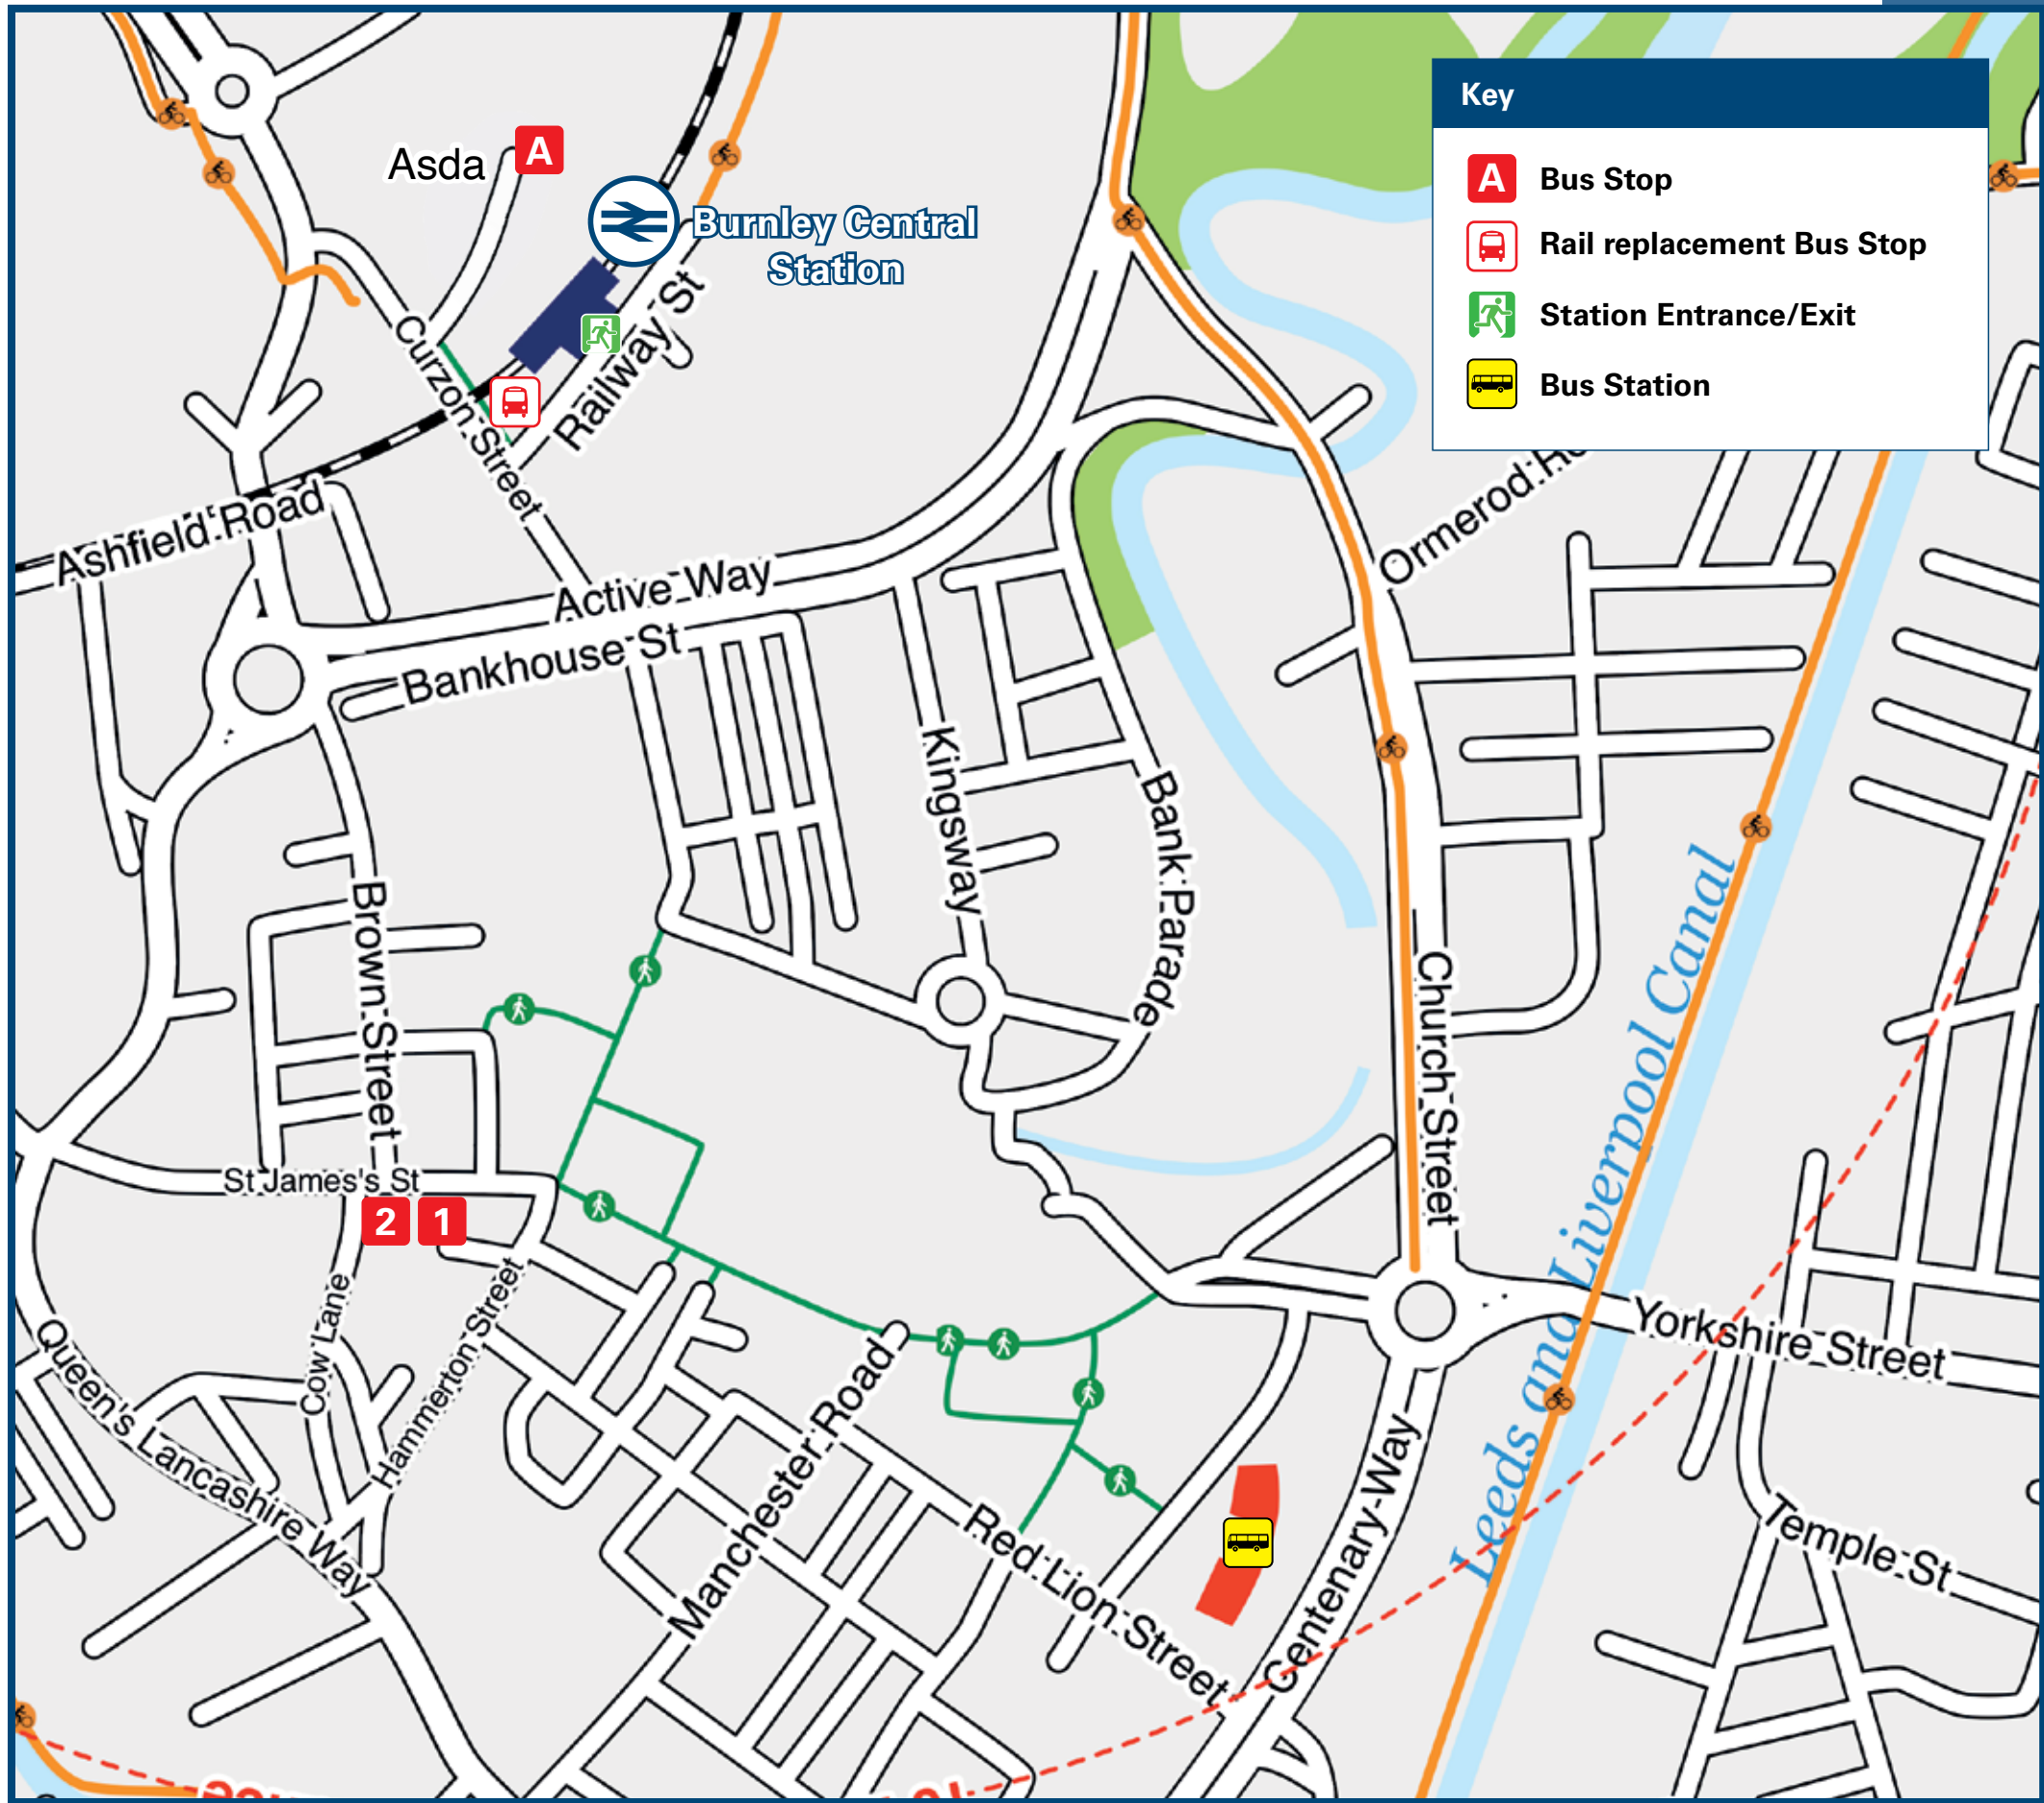 Key
A
Bus Stop
Rail replacement Bus Stop
Station Entrance/Exit
Bus Station
Asda
A
Burnley Central
Station
Railway St
Curzon Street
Ashfield Road
Active Way
Bankhouse St
Ormerod
Kingsway
Bank Parade
Brown Street
Church Street
Leeds and Liverpool Canal
St James's St
2
1
Cow Lane
Hammerton Street
Queen's Lancashire Way
Manchester Road
Red Lion Street
Centenary Way
Yorkshire Street
Temple St